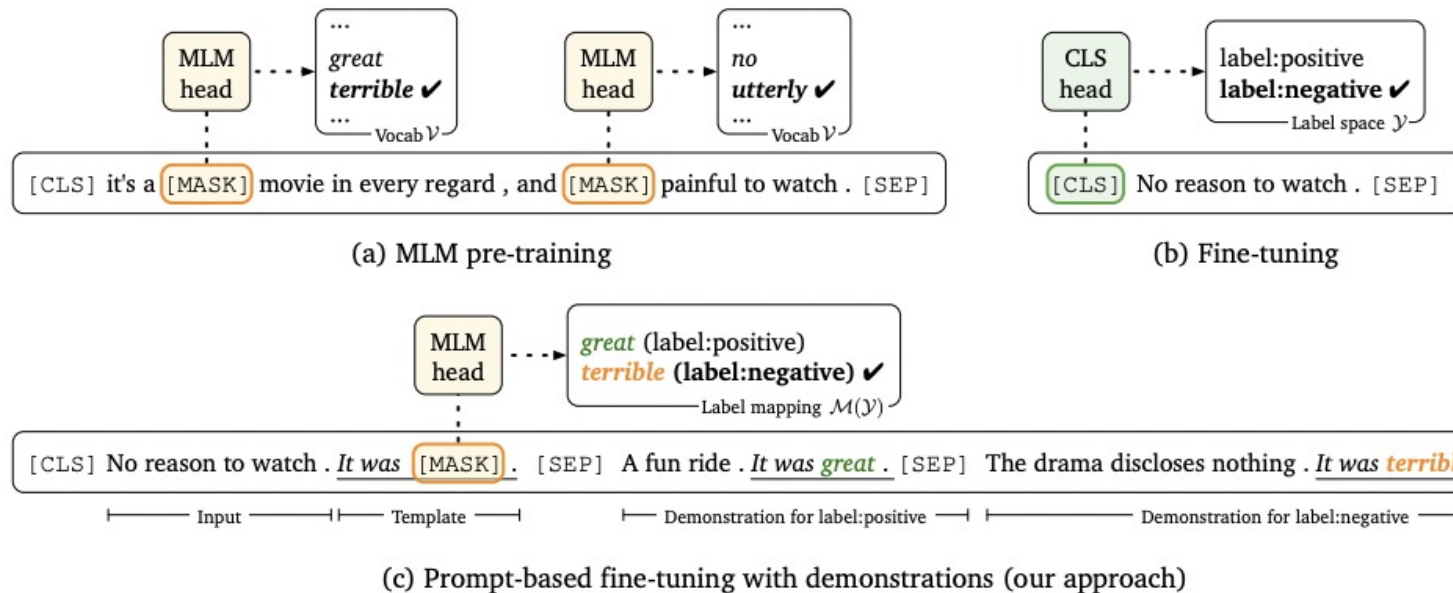 ...
great
terrible ✔
...
Vocab 𝒱
MLM
head
...
no
utterly ✔
...
Vocab 𝒱
MLM
head
CLS
head
label:positive
label:negative ✔
Label space 𝒴
[CLS] it's a [MASK] movie in every regard , and [MASK] painful to watch . [SEP]
[CLS] No reason to watch . [SEP]
(a) MLM pre-training
(b) Fine-tuning
MLM
head
great (label:positive)
terrible (label:negative) ✔
Label mapping ℳ(𝒴)
[CLS] No reason to watch . It was [MASK] . [SEP] A fun ride . It was great . [SEP] The drama discloses nothing . It was terribl
Input
Template
Demonstration for label:positive
Demonstration for label:negative
(c) Prompt-based fine-tuning with demonstrations (our approach)